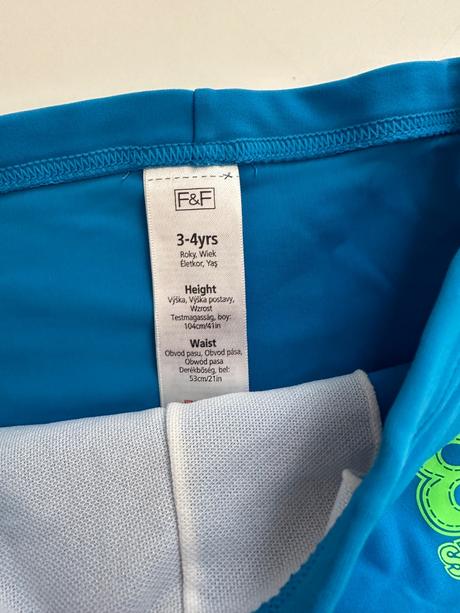 F&F
3-4yrs
Roky, Wiek
Életkor, Yaş
Height
Výška, Výška postavy,
Wzrost
Testmagasság, boy:
104cm/41in
Waist
Obvod pasu, Obvod pása,
Obwód pasa
Derékbőség, bel:
53cm/21in
8